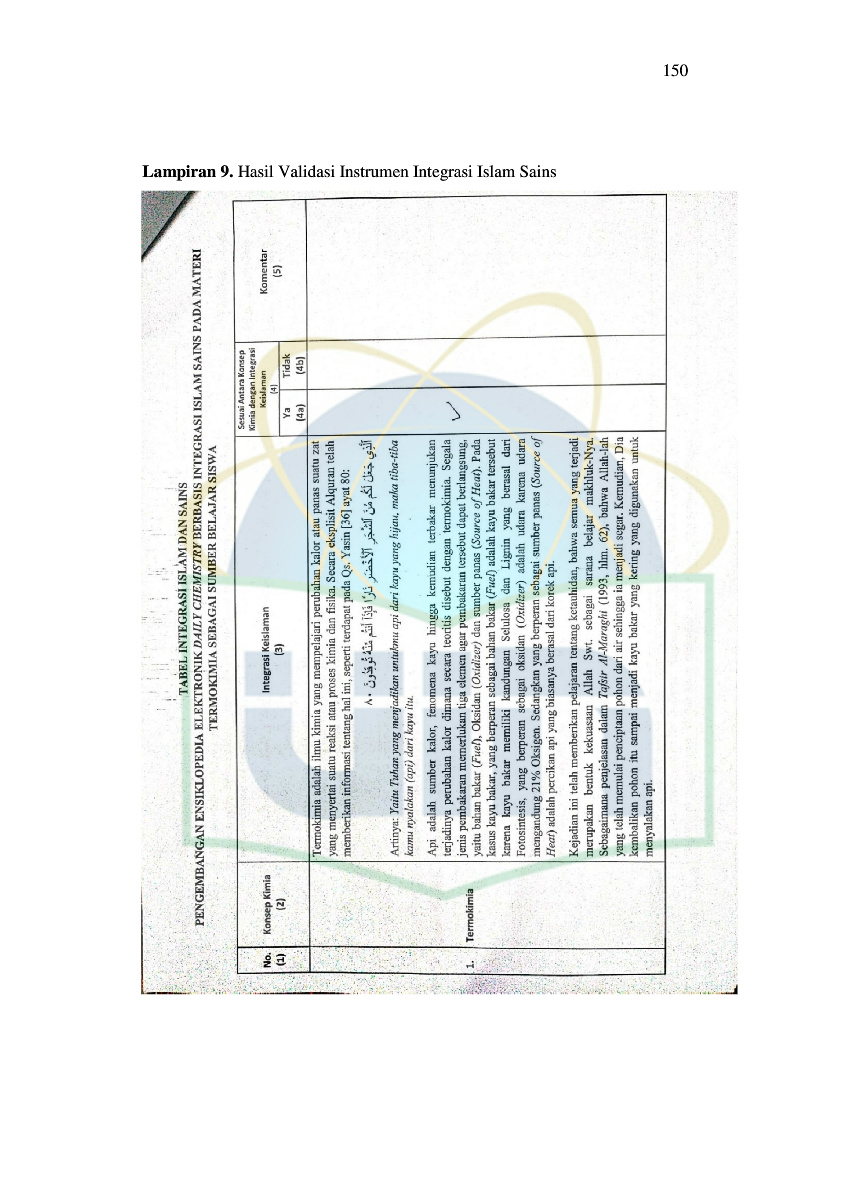 150
Lampiran 9. Hasil Validasi Instrumen Integrasi Islam Sains
TABEL INTEGRASI ISLAM DAN SAINS
PENGEMBANGAN ENSIKLOPEDIA ELEKTRONIK DAILY CHEMISTRY BERBASIS INTEGRASI ISLAM SAINS PADA MATERI
TERMOKIMIA SEBAGAI SUMBER BELAJAR SISWA
No.
(1)
Konsep Kimia
(2)
Integrasi Keislaman
(3)
Sesuai Antara Konsep
Kimia dengan Integrasi
Keislaman
(4)
Ya
(4a)
Tidak
(4b)
Komentar
(5)
1.
Termokimia
Termokimia adalah ilmu kimia yang mempelajari perubahan kalor atau panas suatu zat
yang menyertai suatu reaksi atau proses kimia dan fisika. Secara eksplisit Alquran telah
memberikan informasi tentang hal ini, seperti terdapat pada Qs. Yasin [36] ayat 80:
الَّذِي جَعَلَ لَكُم مِّنَ الشَّجَرِ الْأَخْضَرِ نَارًا فَإِذَا أَنتُم مِّنْهُ تُوقِدُونَ ٨٠
Artinya: Yaitu Tuhan yang menjadikan untukmu api dari kayu yang hijau, maka tiba-tiba
kamu nyalakan (api) dari kayu itu.
Api adalah sumber kalor, fenomena kayu hingga kemudian terbakar menunjukan
terjadinya perubahan kalor dimana secara teoritis disebut dengan termokimia. Segala
jenis pembakaran memerlukan tiga elemen agar pembakaran tersebut dapat berlangsung,
yaitu bahan bakar (Fuel), Oksidan (Oxidizer) dan sumber panas (Source of Heat). Pada
kasus kayu bakar, yang berperan sebagai bahan bakar (Fuel) adalah kayu bakar tersebut
karena kayu bakar memiliki kandungan Selulosa dan Lignin yang berasal dari
Fotosintesis, yang berperan sebagai oksidan (Oxidizer) adalah udara karena udara
mengandung 21% Oksigen. Sedangkan yang berperan sebagai sumber panas (Source of
Heat) adalah percikan api yang biasanya berasal dari korek api.
Kejadian ini telah memberikan pelajaran tentang ketauhidan, bahwa semua yang terjadi
merupakan bentuk kekuasaan Allah Swt. sebagai sarana belajar makhluk-Nya.
Sebagaimana penjelasan dalam Tafsir Al-Maraghi (1993, hlm. 62), bahwa Allah-lah
yang telah memulai penciptaan pohon dari air sehingga ia menjadi segar. Kemudian, Dia
kembalikan pohon itu sampai menjadi kayu bakar yang kering yang digunakan untuk
menyalakan api.
✓